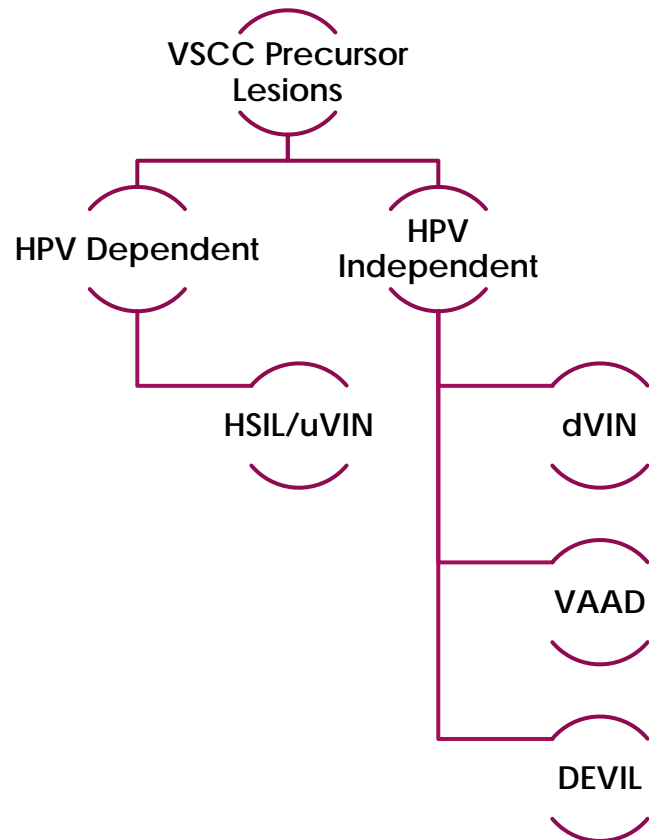 VSCC Precursor
Lesions
HPV Dependent
HPV
Independent
HSIL/uVIN
dVIN
VAAD
DEVIL